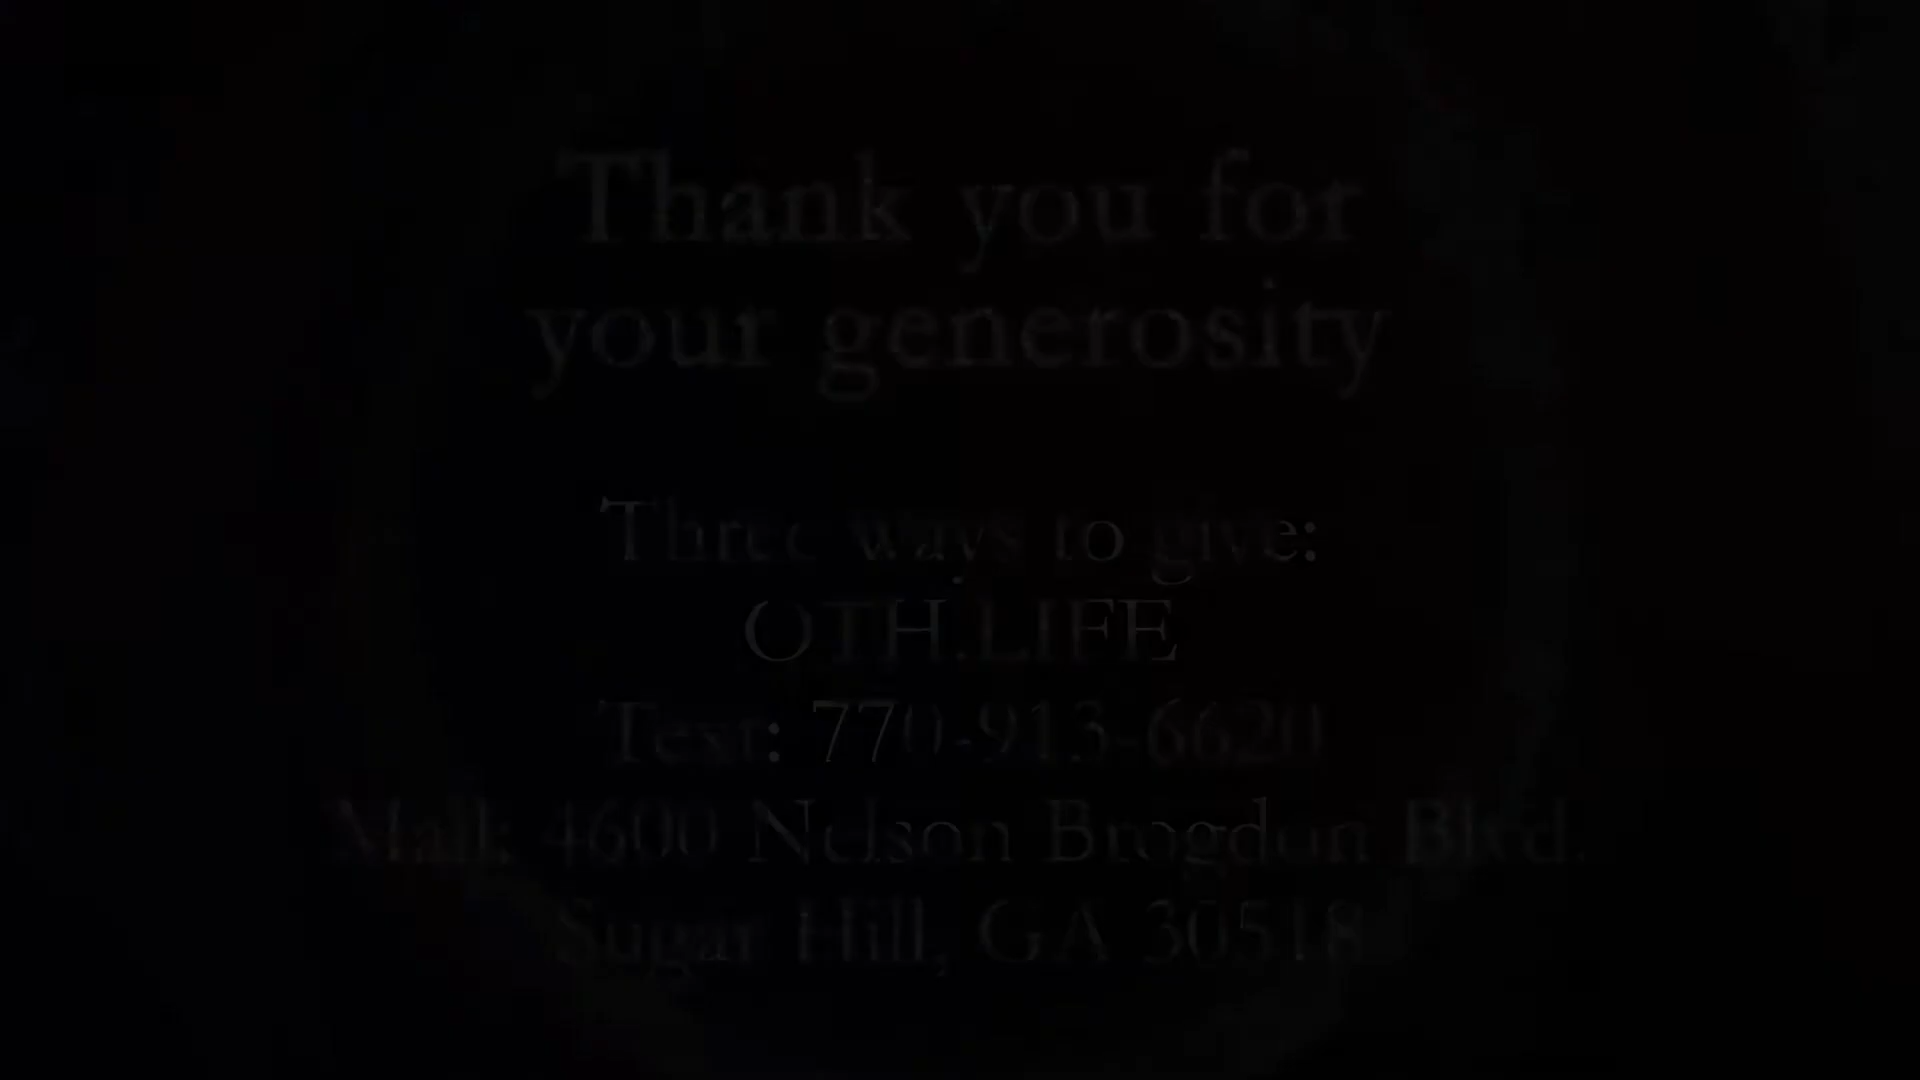 Thank you for
your generosity
Three ways to give:
OTH.LIFE
Text: 770-913-6620
Mail: 4600 Nelson Brogdon Blvd.
Sugar Hill, GA 30518